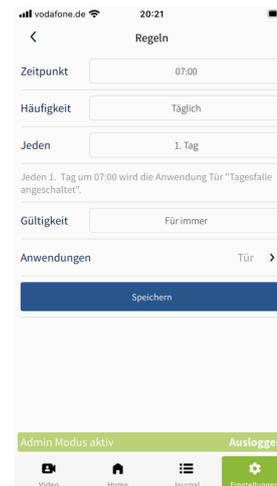 vodafone.de 20:21
Regeln
Zeitpunkt 07:00
Häufigkeit Täglich
Jeden 1. Tag
Jeden 1. Tag um 07:00 wird die Anwendung Tür "Tagesfalle
angeschaltet".
Gültigkeit Für immer
Anwendungen Tür
Speichern
Admin Modus aktiv Auslogge
Video Home Journal Einstellungen